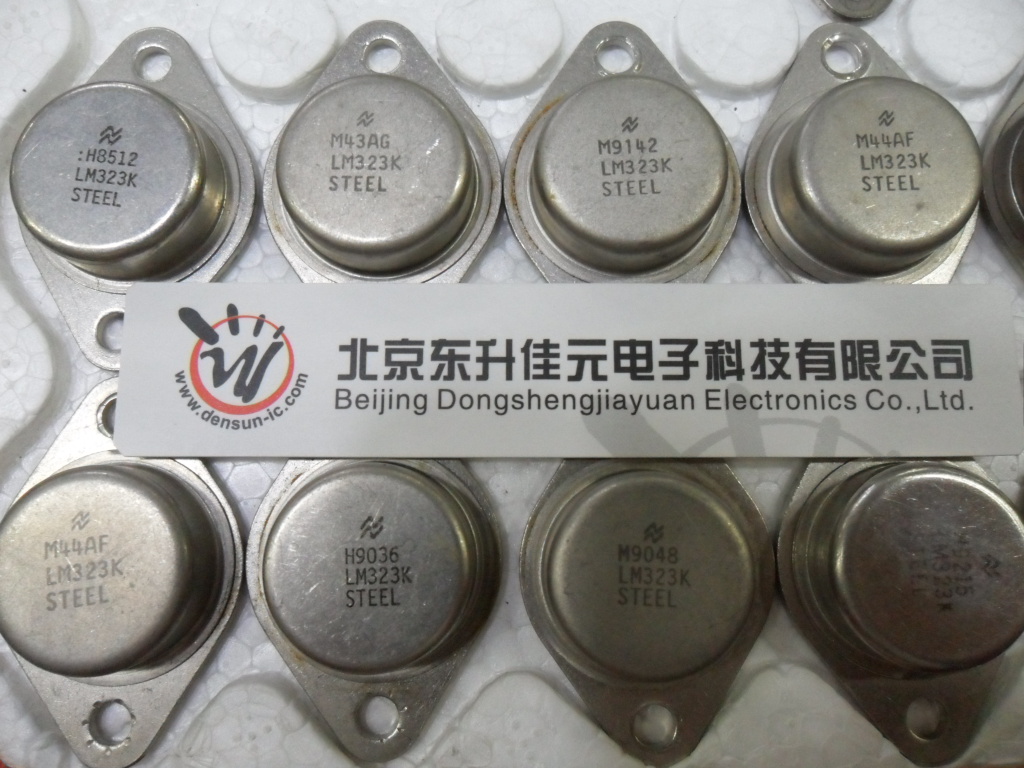 :H8512
LM323K
STEEL
M43AG
LM323K
STEEL
M9142
LM323K
STEEL
M44AF
LM323K
STEEL
www.densun-ic.com
北京东升佳元电子科技有限公司
Beijing Dongshengjiayuan Electronics Co.,Ltd.
M44AF
LM323K
STEEL
H9036
LM323K
STEEL
M9048
LM323K
STEEL
LM323K
STEEL